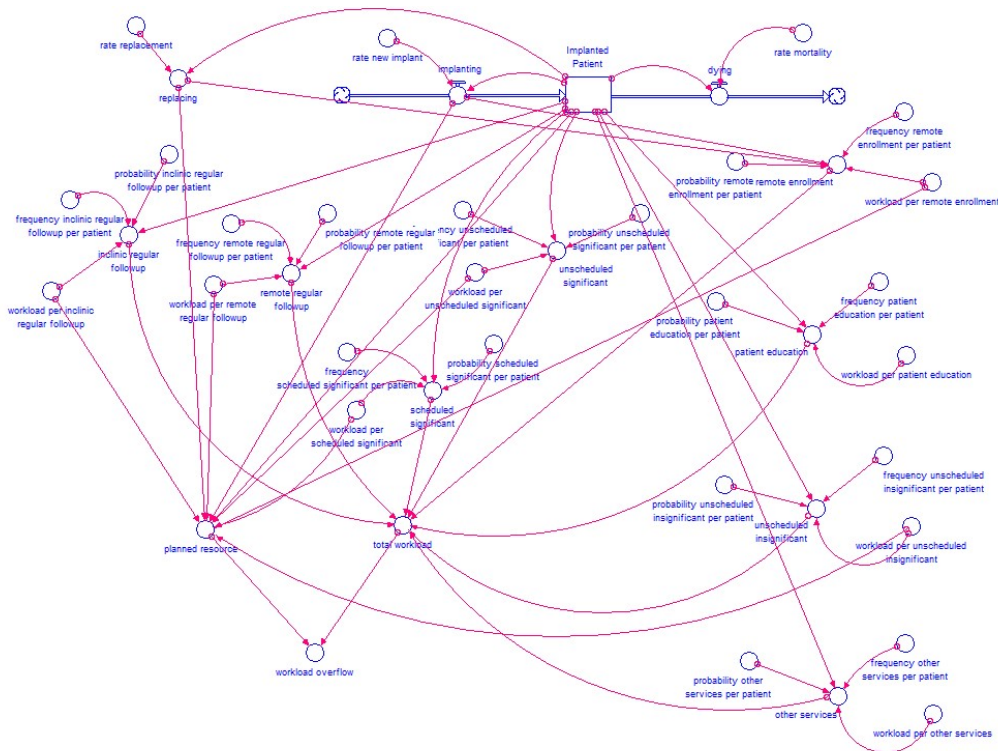 rate replacement
replacing
rate new implant
implanting
Implanted
Patient
dying
rate mortality
frequency remote
enrollment per patient
probability remote
enrollment per patient
remote enrollment
workload per remote enrollment
probability inclinic regular
followup per patient
frequency inclinic regular
followup per patient
inclinic regular
followup
workload per inclinic
regular followup
frequency remote regular
followup per patient
probability remote regular
followup per patient
remote regular
followup
workload per remote
regular followup
unscheduled
per patient
probability unscheduled
significant per patient
unscheduled
significant
workload per
unscheduled significant
frequency patient
education per patient
probability patient
education per patient
patient education
workload per patient education
frequency
scheduled significant per patient
probability scheduled
significant per patient
scheduled
significant
workload per
scheduled significant
frequency unscheduled
insignificant per patient
probability unscheduled
insignificant per patient
unscheduled
insignificant
workload per unscheduled
insignificant
planned resource
total workload
workload overflow
frequency other
services per patient
probability other
services per patient
other services
workload per other services